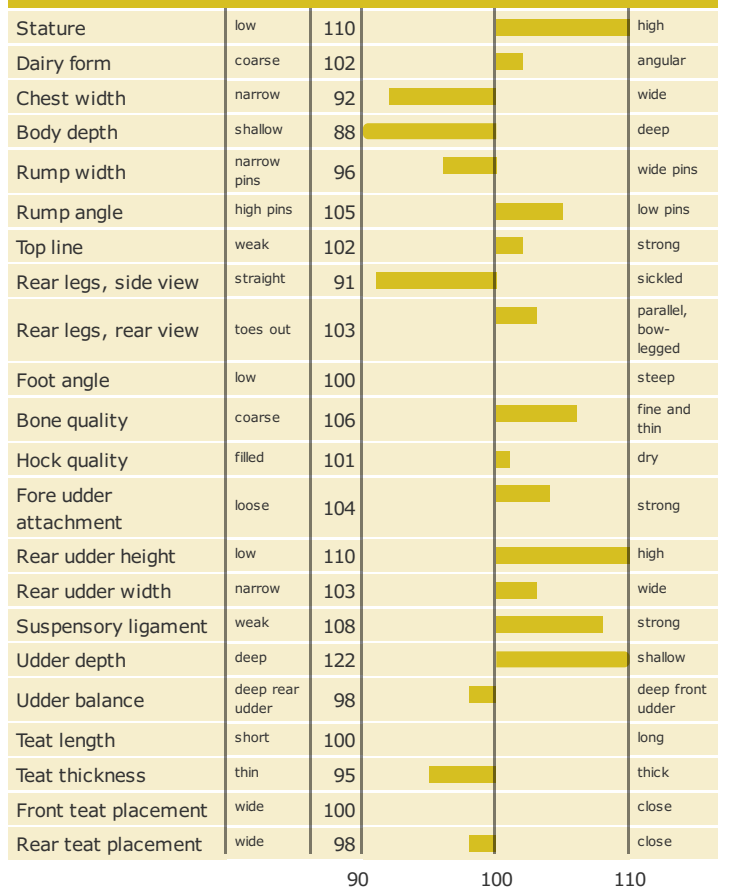 Stature low 110 high
Dairy form coarse 102 angular
Chest width narrow 92 wide
Body depth shallow 88 deep
Rump width narrow pins 96 wide pins
Rump angle high pins 105 low pins
Top line weak 102 strong
Rear legs, side view straight 91 sickled
Rear legs, rear view toes out 103 parallel, bow-legged
Foot angle low 100 steep
Bone quality coarse 106 fine and thin
Hock quality filled 101 dry
Fore udder attachment loose 104 strong
Rear udder height low 110 high
Rear udder width narrow 103 wide
Suspensory ligament weak 108 strong
Udder depth deep 122 shallow
Udder balance deep rear udder 98 deep front udder
Teat length short 100 long
Teat thickness thin 95 thick
Front teat placement wide 100 close
Rear teat placement wide 98 close
90 100 110